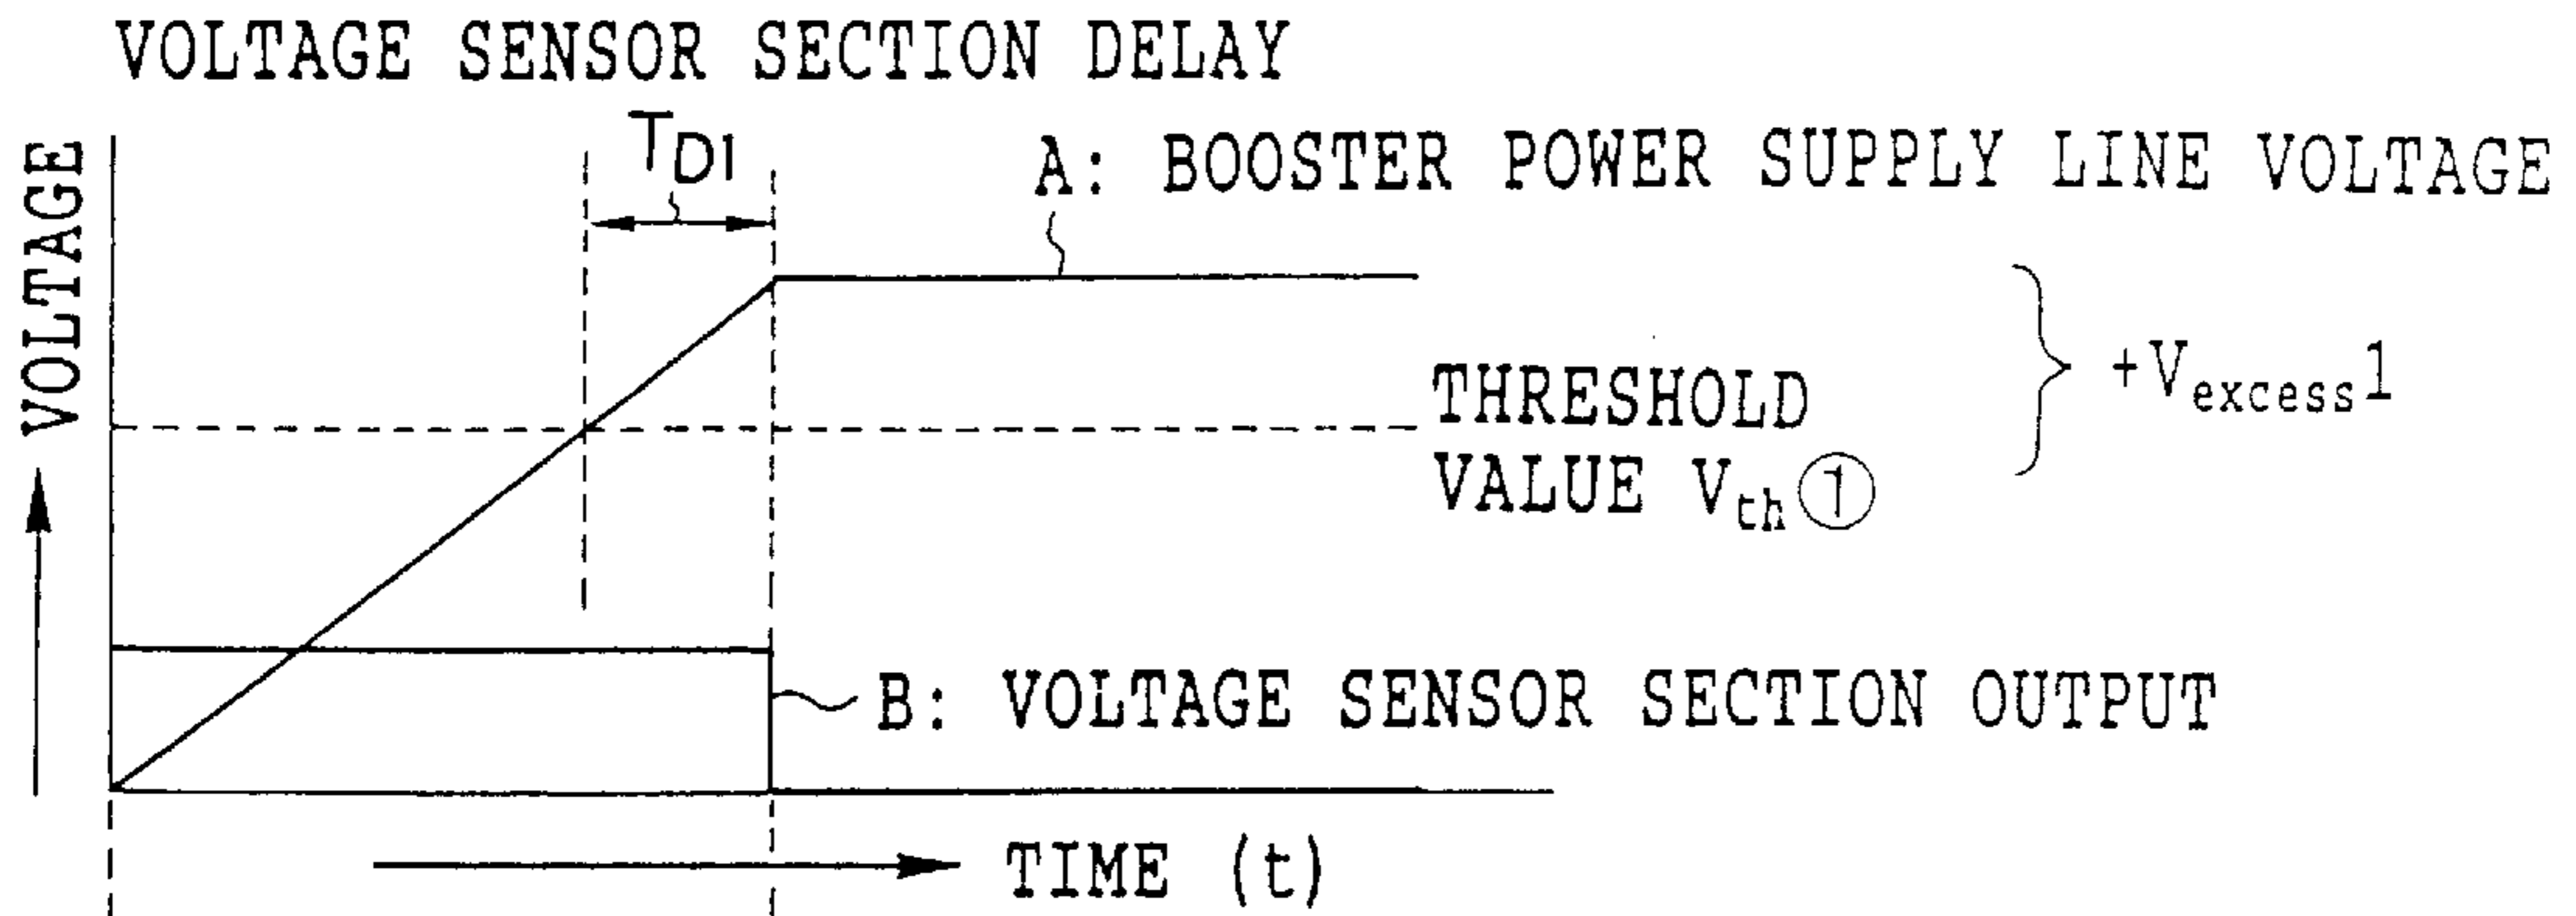 VOLTAGE SENSOR SECTION DELAY
TD1
A: BOOSTER POWER SUPPLY LINE VOLTAGE
VOLTAGE
THRESHOLD
VALUE Vth①
+Vexcess1
B: VOLTAGE SENSOR SECTION OUTPUT
TIME (t)